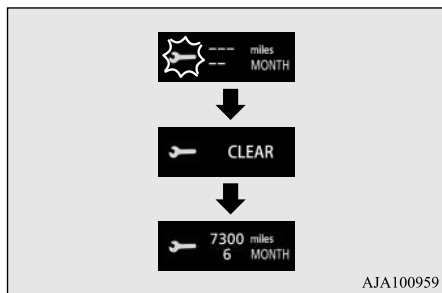 --- miles
-- MONTH
CLEAR
7300 miles
6 MONTH
AJA100959